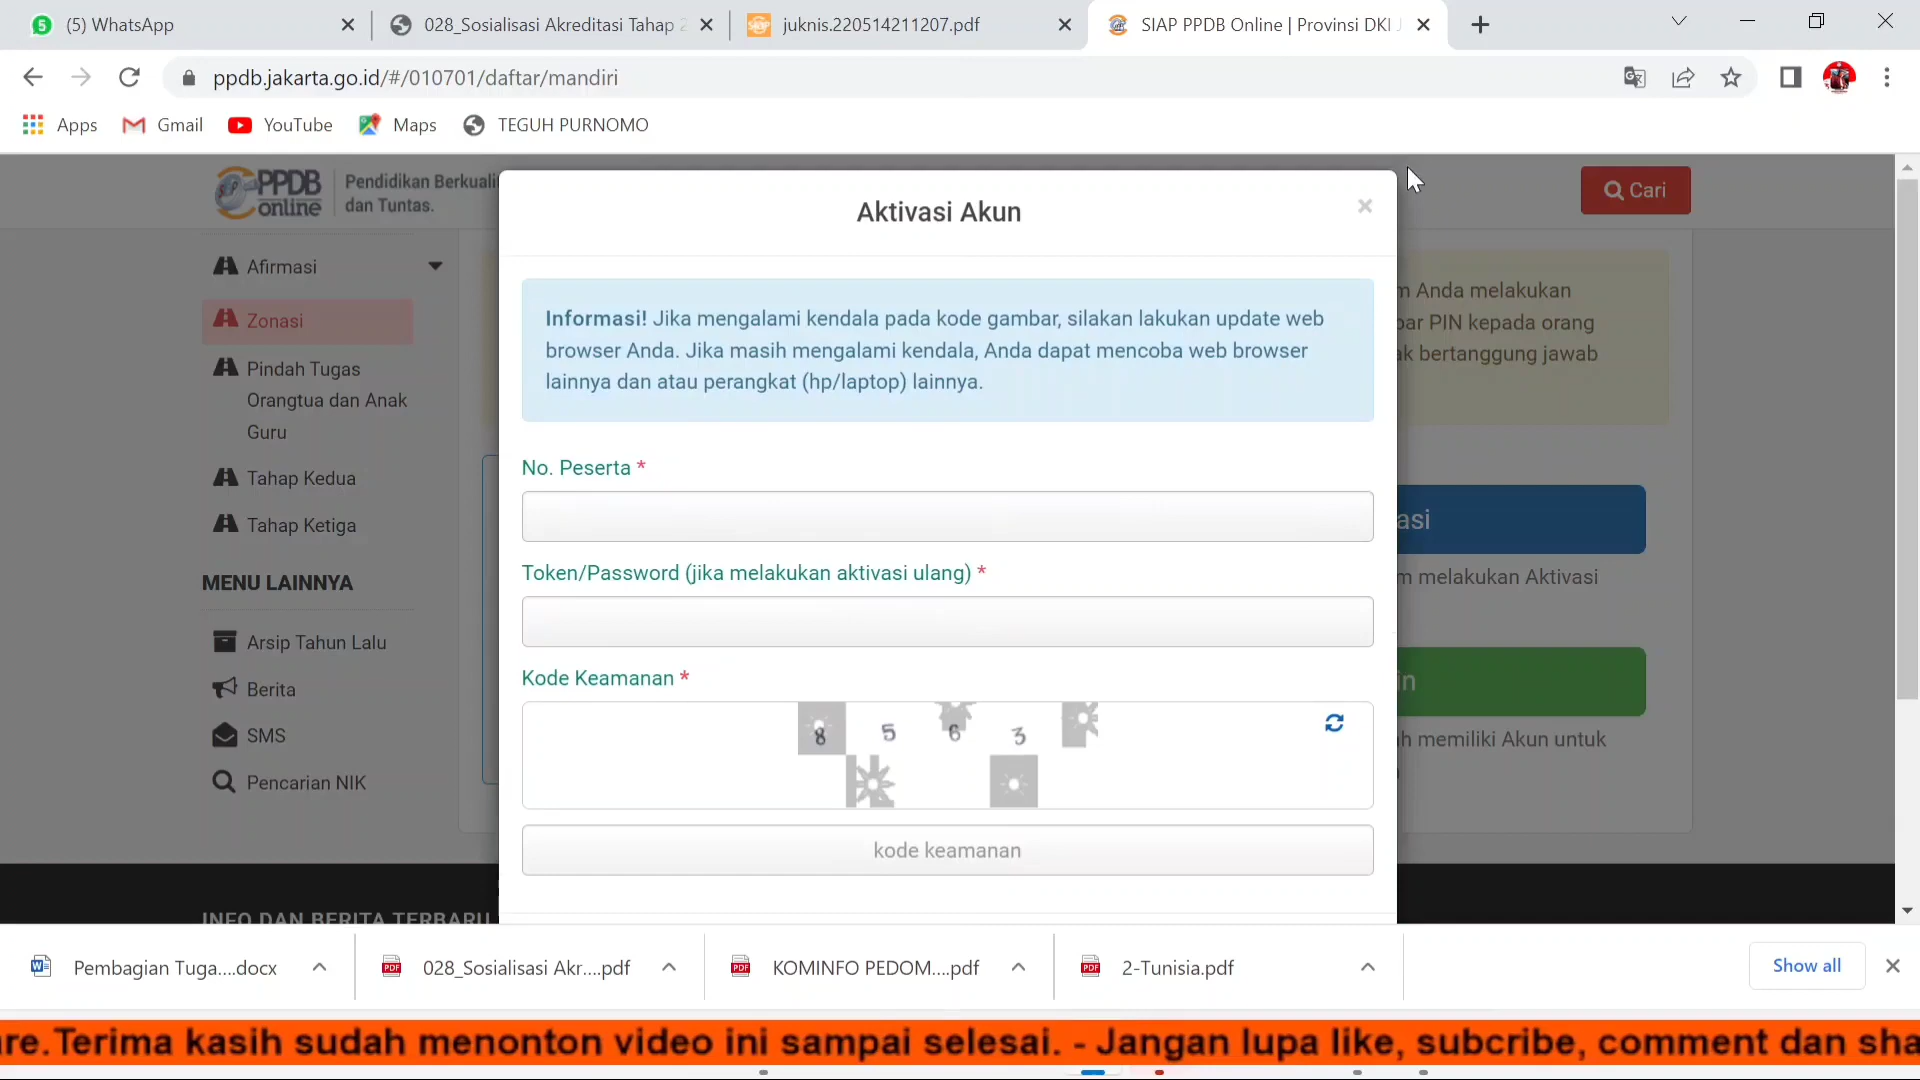 (5) WhatsApp
028_Sosialisasi Akreditasi Tahap 2
juknis.220514211207.pdf
SIAP PPDB Online | Provinsi DKI J
ppdb.jakarta.go.id/#/010701/daftar/mandiri
Apps
Gmail
YouTube
Maps
TEGUH PURNOMO
PPDB
online
Pendidikan Berkuali
dan Tuntas.
Cari
Afirmasi
Zonasi
Pindah Tugas
Orangtua dan Anak
Guru
Tahap Kedua
Tahap Ketiga
MENU LAINNYA
Arsip Tahun Lalu
Berita
SMS
Pencarian NIK
INFO DAN BERITA TERBARU
Aktivasi Akun
×
Informasi! Jika mengalami kendala pada kode gambar, silakan lakukan update web
browser Anda. Jika masih mengalami kendala, Anda dapat mencoba web browser
lainnya dan atau perangkat (hp/laptop) lainnya.
No. Peserta *
Token/Password (jika melakukan aktivasi ulang) *
Kode Keamanan *
8 5 6 3
kode keamanan
m Anda melakukan
bar PIN kepada orang
ak bertanggung jawab
asi
m melakukan Aktivasi
in
h memiliki Akun untuk
Pembagian Tuga....docx
028_Sosialisasi Akr....pdf
KOMINFO PEDOM....pdf
2-Tunisia.pdf
Show all
re.Terima kasih sudah menonton video ini sampai selesai. - Jangan lupa like, subcribe, comment dan sha